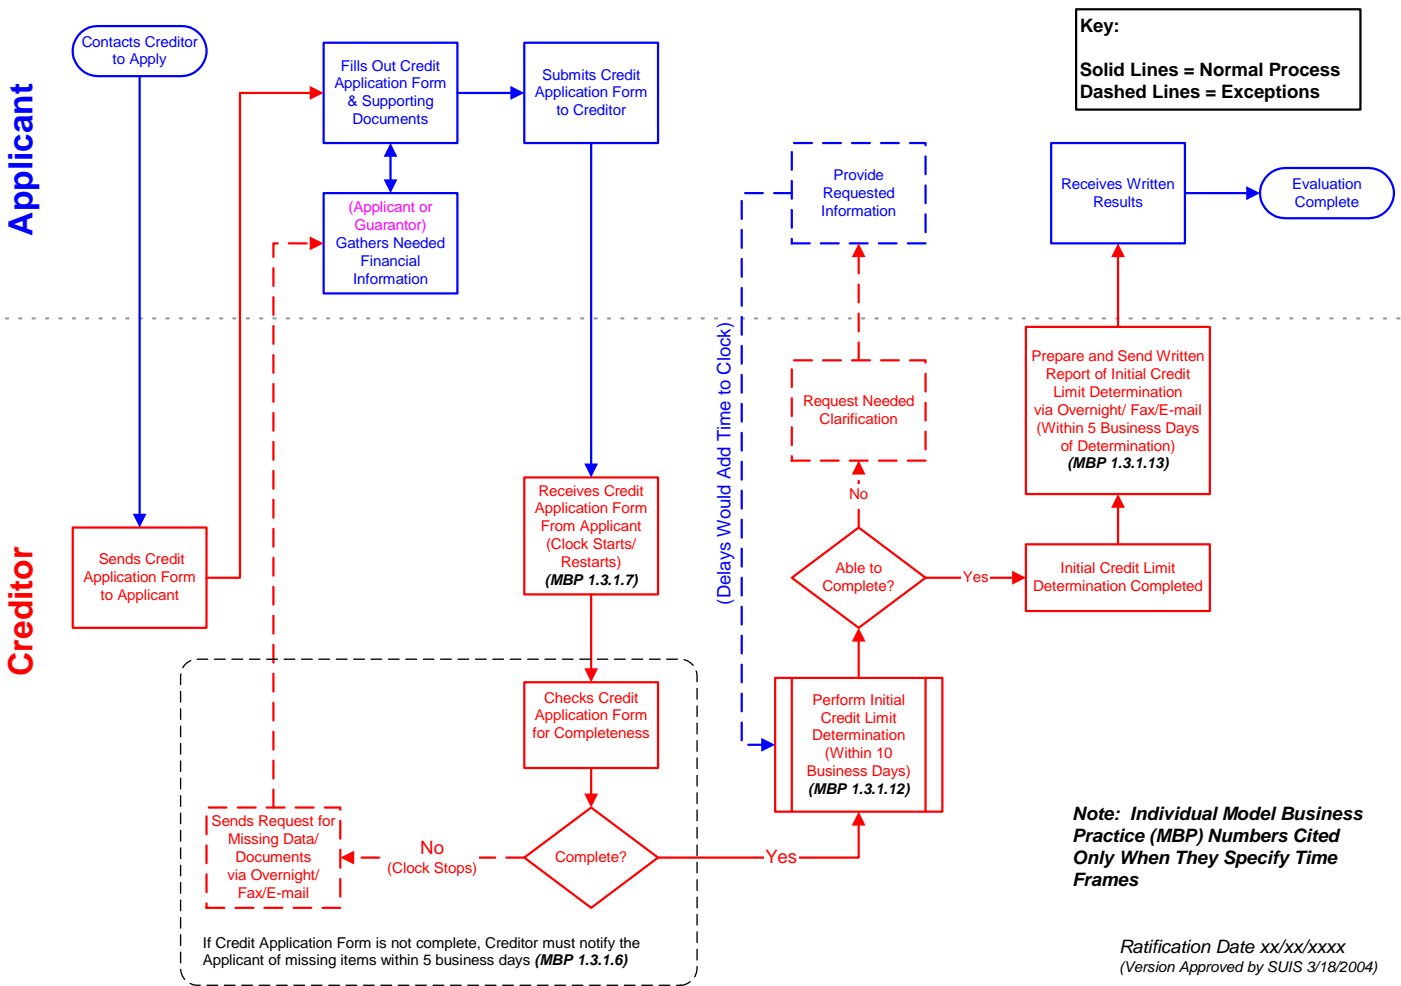 Applicant
Creditor
Contacts Creditor
to Apply
Fills Out Credit
Application Form
& Supporting
Documents
Submits Credit
Application Form
to Creditor
Key:
Solid Lines = Normal Process
Dashed Lines = Exceptions
(Applicant or
Guarantor)
Gathers Needed
Financial
Information
Provide
Requested
Information
Receives Written
Results
Evaluation
Complete
(Delays Would Add Time to Clock)
Request Needed
Clarification
Prepare and Send Written
Report of Initial Credit
Limit Determination
via Overnight/ Fax/E-mail
(Within 5 Business Days
of Determination)
(MBP 1.3.1.13)
Sends Credit
Application Form
to Applicant
Receives Credit
Application Form
From Applicant
(Clock Starts/
Restarts)
(MBP 1.3.1.7)
No
Able to
Complete?
Yes
Initial Credit Limit
Determination Completed
Checks Credit
Application Form
for Completeness
Perform Initial
Credit Limit
Determination
(Within 10
Business Days)
(MBP 1.3.1.12)
Sends Request for
Missing Data/
Documents
via Overnight/
Fax/E-mail
No
(Clock Stops)
Complete?
Yes
If Credit Application Form is not complete, Creditor must notify the
Applicant of missing items within 5 business days (MBP 1.3.1.6)
Note: Individual Model Business
Practice (MBP) Numbers Cited
Only When They Specify Time
Frames
Ratification Date xx/xx/xxxx
(Version Approved by SUIS 3/18/2004)